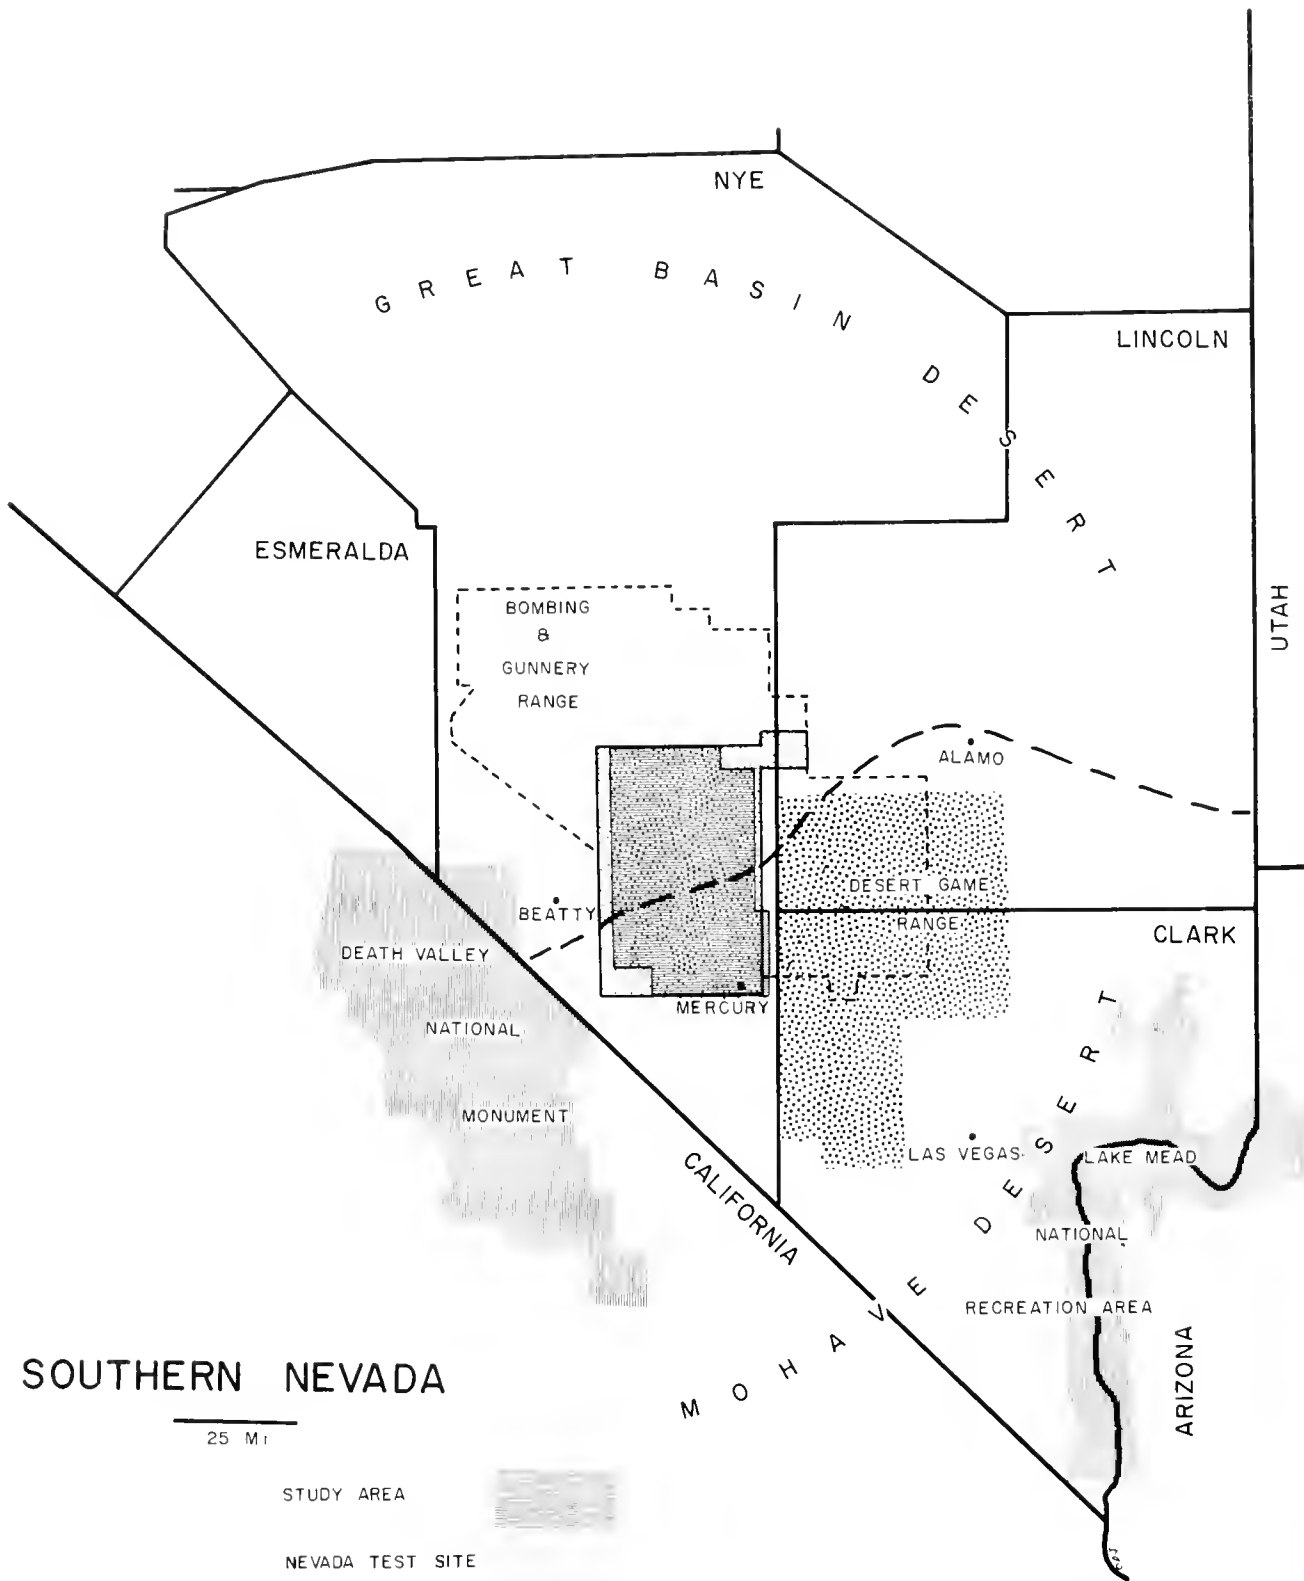 NYE
GREAT BASIN DESERT
LINCOLN
ESMERALDA
BOMBING
&
GUNNERY
RANGE
UTAH
ALAMO
DESERT GAME
RANGE
BEATTY
CLARK
DEATH VALLEY
NATIONAL
MONUMENT
MERCURY
LAS VEGAS
LAKE MEAD
NATIONAL
RECREATION AREA
CALIFORNIA
MOHAVE DESERT
ARIZONA
SOUTHERN NEVADA
25 MI
STUDY AREA
NEVADA TEST SITE